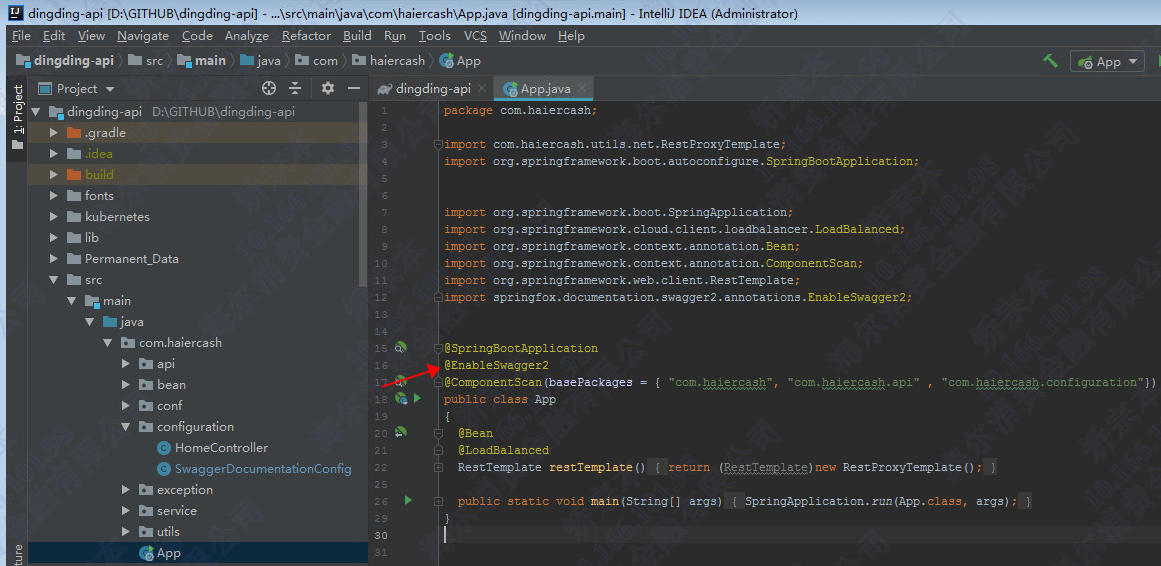 dingding-api [D:\GITHUB\dingding-api] - ...\src\main\java\com\haiercash\App.java [dingding-api.main] - IntelliJ IDEA (Administrator)
File Edit View Navigate Code Analyze Refactor Build Run Tools VCS Window Help
dingding-api src main java com haiercash App App
1: Project
Project
dingding-api App.java
dingding-api D:\GITHUB\dingding-api
.gradle
.idea
build
fonts
kubernetes
lib
Permanent_Data
src
main
java
com.haiercash
api
bean
conf
configuration
HomeController
SwaggerDocumentationConfig
exception
service
utils
App
1 package com.haiercash;
2
3 import com.haiercash.utils.net.RestProxyTemplate;
4 import org.springframework.boot.autoconfigure.SpringBootApplication;
5
6
7 import org.springframework.boot.SpringApplication;
8 import org.springframework.cloud.client.loadbalancer.LoadBalanced;
9 import org.springframework.context.annotation.Bean;
10 import org.springframework.context.annotation.ComponentScan;
11 import org.springframework.web.client.RestTemplate;
12 import springfox.documentation.swagger2.annotations.EnableSwagger2;
13
14
15 @SpringBootApplication
16 @EnableSwagger2
17 @ComponentScan(basePackages = { "com.haiercash", "com.haiercash.api" , "com.haiercash.configuration"})
18 public class App
19 {
20 @Bean
21 @LoadBalanced
22 RestTemplate restTemplate() { return (RestTemplate)new RestProxyTemplate(); }
25
26 public static void main(String[] args) { SpringApplication.run(App.class, args); }
29 }
30
31